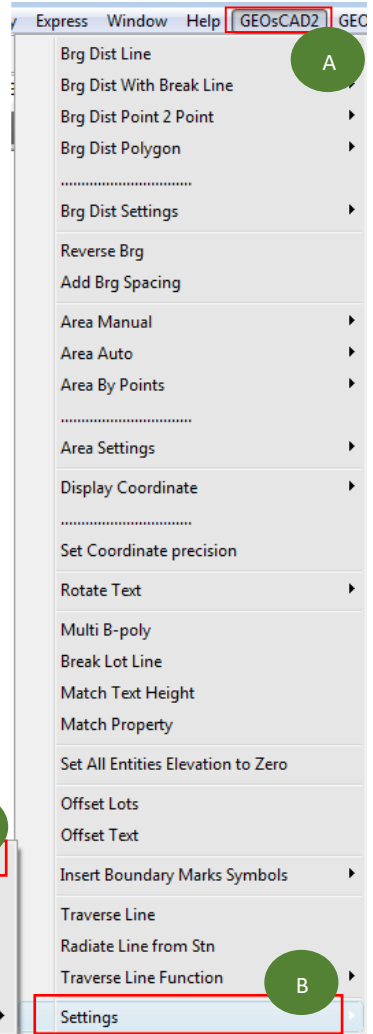 Express Window Help GEOsCAD2 GEO
A
Brg Dist Line
Brg Dist With Break Line
Brg Dist Point 2 Point
Brg Dist Polygon
................................
Brg Dist Settings
Reverse Brg
Add Brg Spacing
Area Manual
Area Auto
Area By Points
................................
Area Settings
Display Coordinate
................................
Set Coordinate precision
Rotate Text
Multi B-poly
Break Lot Line
Match Text Height
Match Property
Set All Entities Elevation to Zero
Offset Lots
Offset Text
Insert Boundary Marks Symbols
Traverse Line
Radiate Line from Stn
Traverse Line Function
B
Settings